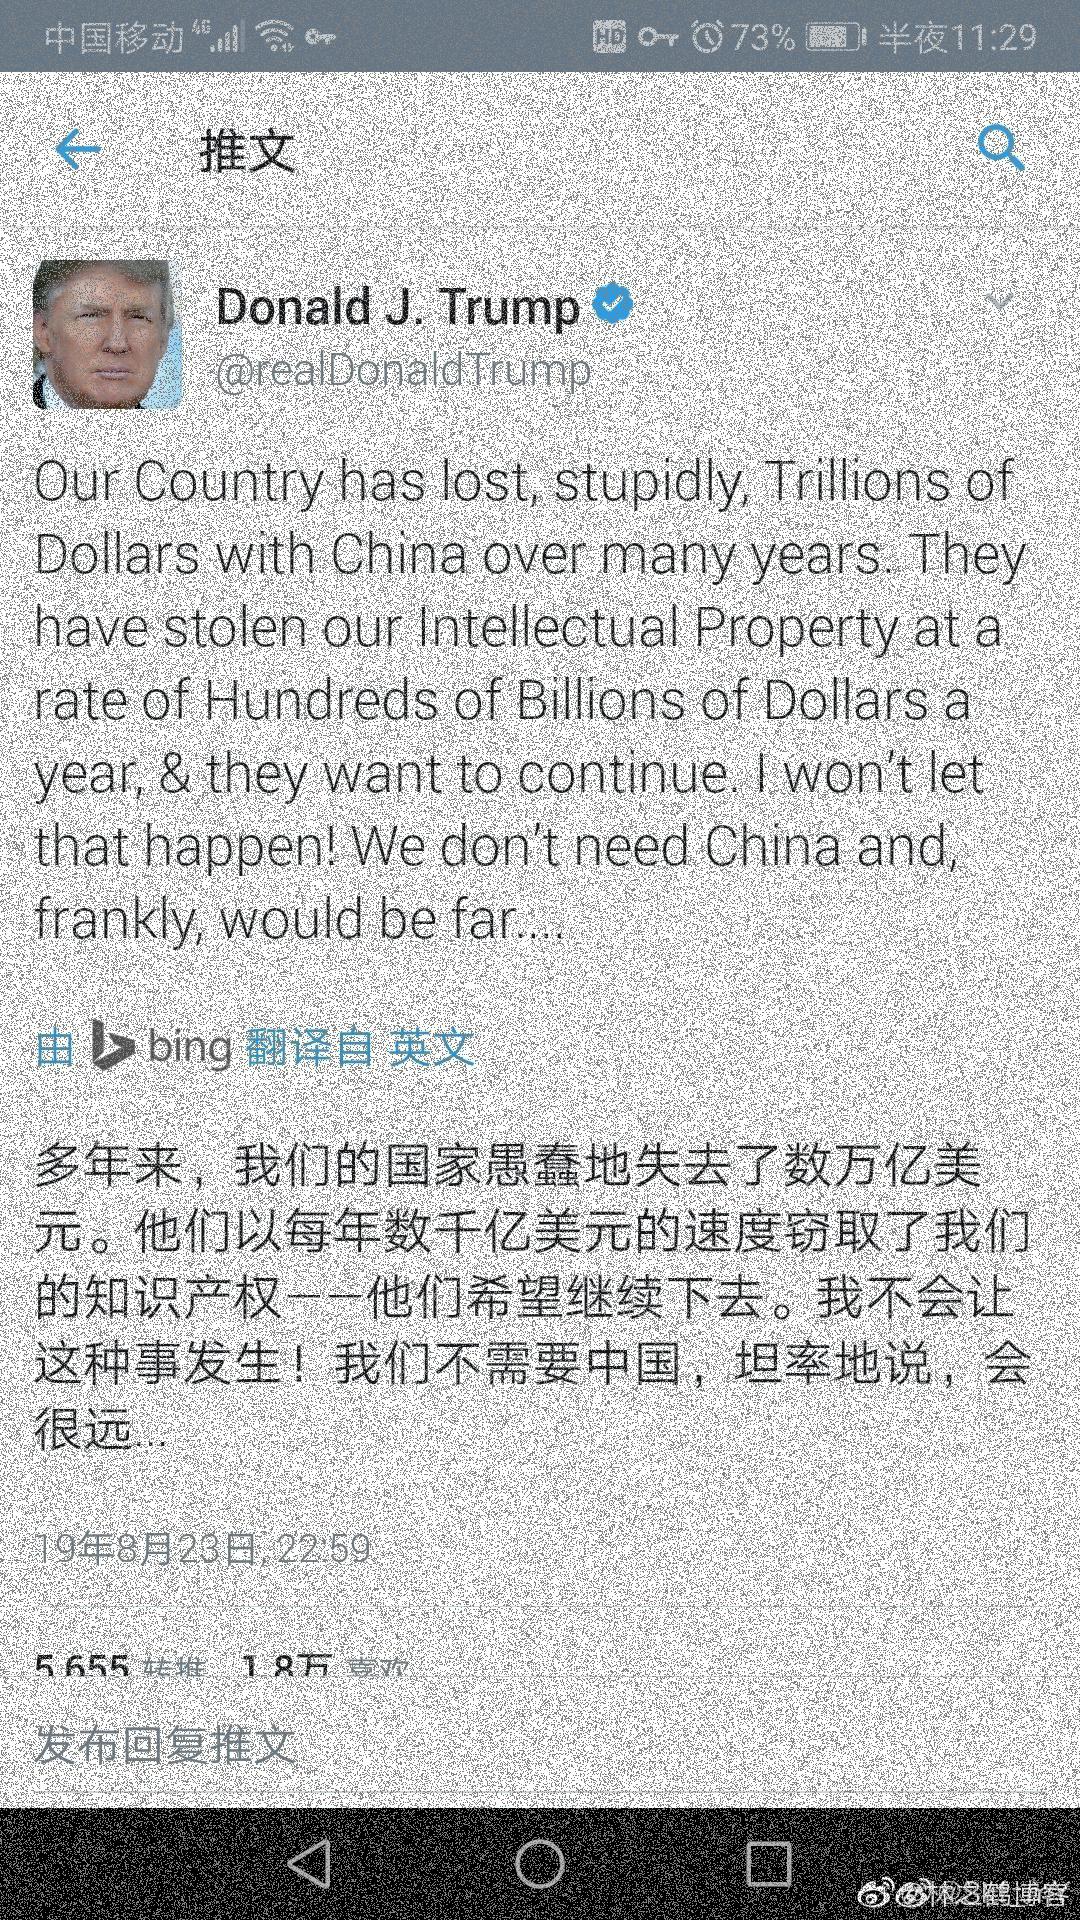 中国移动 4G HD 73% 半夜11:29
推文
Donald J. Trump
@realDonaldTrump
Our Country has lost, stupidly, Trillions of
Dollars with China over many years. They
have stolen our Intellectual Property at a
rate of Hundreds of Billions of Dollars a
year, & they want to continue. I won't let
that happen! We don't need China and,
frankly, would be far....
由 bing 翻译自 英文
多年来，我们的国家愚蠢地失去了数万亿美
元。他们以每年数千亿美元的速度窃取了我们
的知识产权——他们希望继续下去。我不会让
这种事发生！我们不需要中国，坦率地说，会
很远...
19年8月23日, 22:59
5,655 转推 1.8万 喜欢
发布回复推文